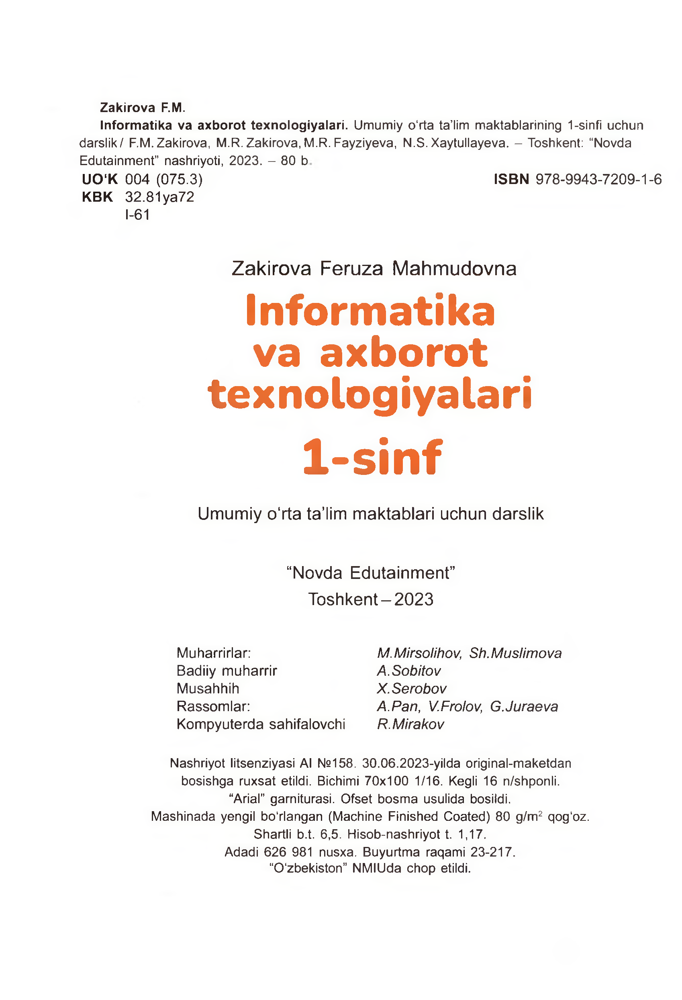 Zakirova F.M.
Informatika va axborot texnologiyalari. Umumiy o‘rta ta’lim maktablarining 1-sinfi uchun
darslik / F.M. Zakirova, M.R. Zakirova, M.R. Fayziyeva, N.S. Xaytullayeva. – Toshkent: “Novda
Edutainment” nashriyoti, 2023. – 80 b.
UO‘K 004 (075.3) ISBN 978-9943-7209-1-6
KBK 32.81ya72
I-61
Zakirova Feruza Mahmudovna
Informatika
va axborot
texnologiyalari
1-sinf
Umumiy o‘rta ta’lim maktablari uchun darslik
“Novda Edutainment”
Toshkent – 2023
Muharrirlar: M.Mirsolihov, Sh.Muslimova
Badiiy muharrir A.Sobitov
Musahhih X.Serobov
Rassomlar: A.Pan, V.Frolov, G.Juraeva
Kompyuterda sahifalovchi R.Mirakov
Nashriyot litsenziyasi AI №158. 30.06.2023-yilda original-maketdan
bosishga ruxsat etildi. Bichimi 70x100 1/16. Kegli 16 n/shponli.
“Arial” garniturasi. Ofset bosma usulida bosildi.
Mashinada yengil bo‘rlangan (Machine Finished Coated) 80 g/m² qog‘oz.
Shartli b.t. 6,5. Hisob-nashriyot t. 1,17.
Adadi 626 981 nusxa. Buyurtma raqami 23-217.
“O‘zbekiston” NMIUda chop etildi.